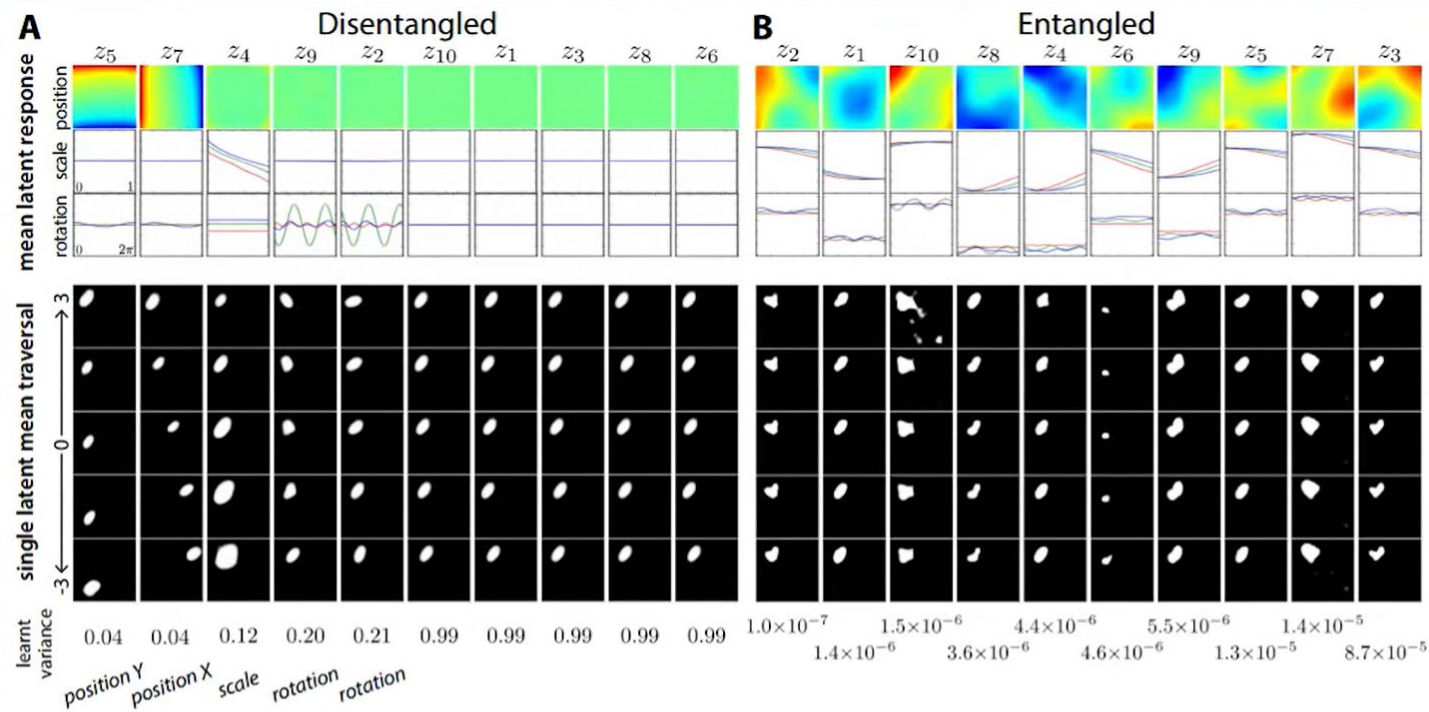 A Disentangled
z5 z7 z4 z9 z2 z10 z1 z3 z8 z6
mean latent response
position
scale
0 1
rotation
0 2π
single latent mean traversal
3
0
-3
learnt
variance
0.04 0.04 0.12 0.20 0.21 0.99 0.99 0.99 0.99 0.99
position Y position X scale rotation rotation
B Entangled
z2 z1 z10 z8 z4 z6 z9 z5 z7 z3
1.0×10⁻⁷ 1.5×10⁻⁶ 4.4×10⁻⁶ 5.5×10⁻⁶ 1.4×10⁻⁵
1.4×10⁻⁶ 3.6×10⁻⁶ 4.6×10⁻⁶ 1.3×10⁻⁵ 8.7×10⁻⁵